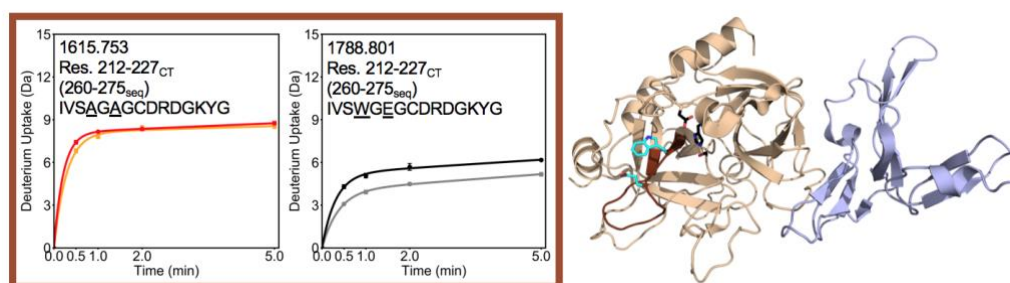 15
12
9
6
3
0
Deuterium Uptake (Da)
1615.753
Res. 212-227CT
(260-275seq)
IVSAGAGCDRDGKYG
0.0 0.5 1.0 2.0 5.0
Time (min)
15
12
9
6
3
0
Deuterium Uptake (Da)
1788.801
Res. 212-227CT
(260-275seq)
IVSWGEGCDRDGKYG
0.0 0.5 1.0 2.0 5.0
Time (min)